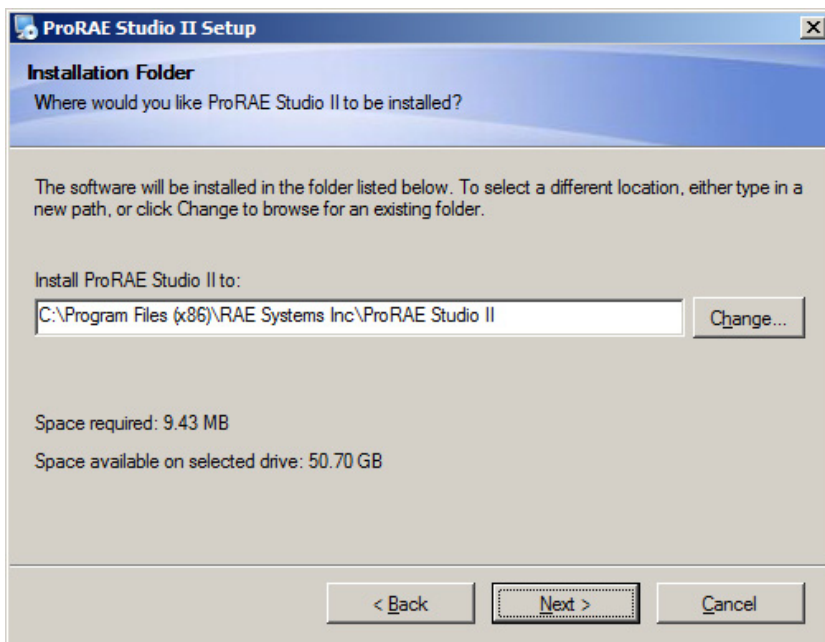 ProRAE Studio II Setup
Installation Folder
Where would you like ProRAE Studio II to be installed?
The software will be installed in the folder listed below. To select a different location, either type in a
new path, or click Change to browse for an existing folder.
Install ProRAE Studio II to:
C:\Program Files (x86)\RAE Systems Inc\ProRAE Studio II
Change...
Space required: 9.43 MB
Space available on selected drive: 50.70 GB
< Back
Next >
Cancel